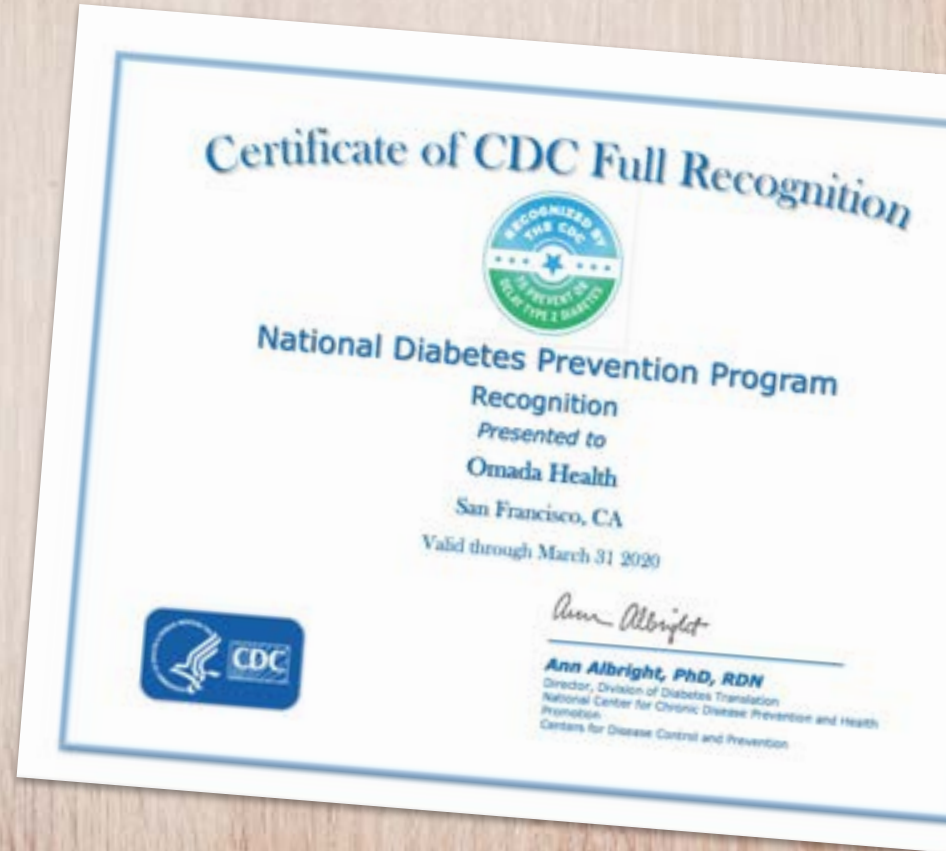 Certificate of CDC Full Recognition
RECOGNIZED BY
THE CDC
TO PREVENT OR
DELAY TYPE 2 DIABETES
National Diabetes Prevention Program
Recognition
Presented to
Omada Health
San Francisco, CA
Valid through March 31 2020
Ann Albright
Ann Albright, PhD, RDN
Director, Division of Diabetes Translation
National Center for Chronic Disease Prevention and Health
Promotion
Centers for Disease Control and Prevention
CDC